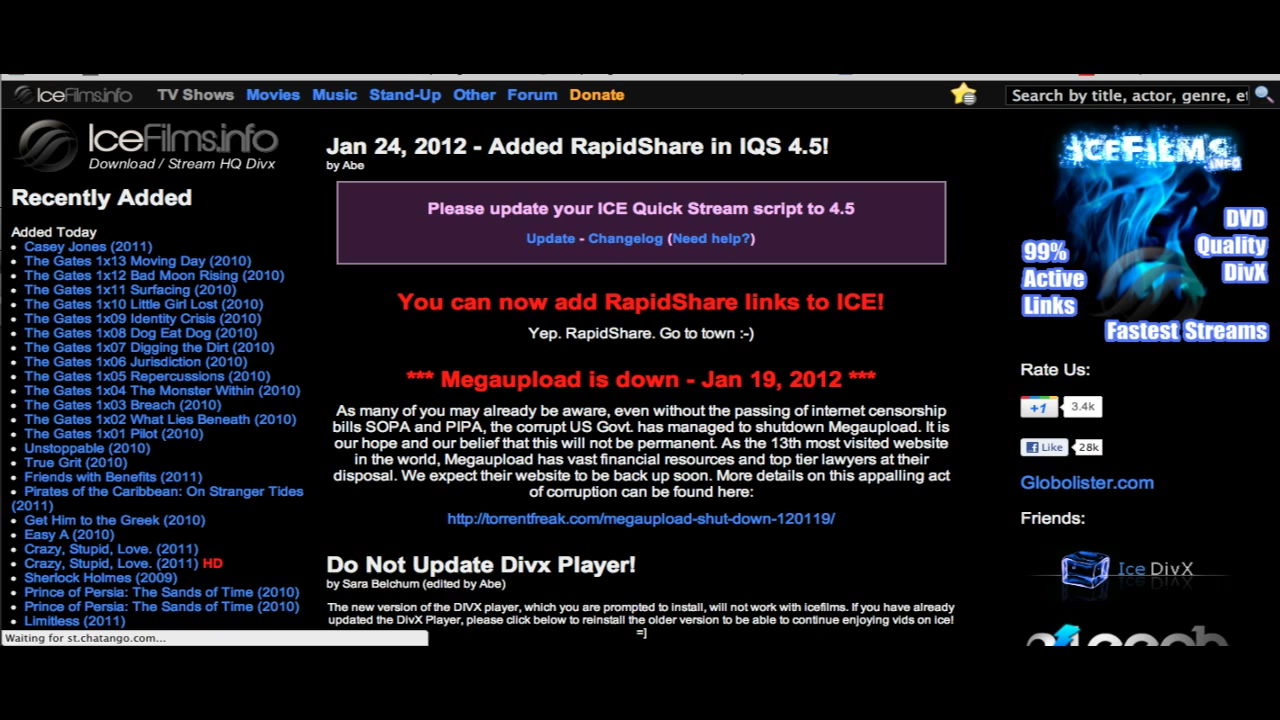 IceFilms.info TV Shows Movies Music Stand-Up Other Forum Donate
Search by title, actor, genre, et
IceFilms.info
Download / Stream HQ Divx
Recently Added
Added Today
Casey Jones (2011)
The Gates 1x13 Moving Day (2010)
The Gates 1x12 Bad Moon Rising (2010)
The Gates 1x11 Surfacing (2010)
The Gates 1x10 Little Girl Lost (2010)
The Gates 1x09 Identity Crisis (2010)
The Gates 1x08 Dog Eat Dog (2010)
The Gates 1x07 Digging the Dirt (2010)
The Gates 1x06 Jurisdiction (2010)
The Gates 1x05 Repercussions (2010)
The Gates 1x04 The Monster Within (2010)
The Gates 1x03 Breach (2010)
The Gates 1x02 What Lies Beneath (2010)
The Gates 1x01 Pilot (2010)
Unstoppable (2010)
True Grit (2010)
Friends with Benefits (2011)
Pirates of the Caribbean: On Stranger Tides
(2011)
Get Him to the Greek (2010)
Easy A (2010)
Crazy, Stupid, Love. (2011)
Crazy, Stupid, Love. (2011) HD
Sherlock Holmes (2009)
Prince of Persia: The Sands of Time (2010)
Prince of Persia: The Sands of Time (2010)
Limitless (2011)
Waiting for st.chatango.com...
Jan 24, 2012 - Added RapidShare in IQS 4.5!
by Abe
Please update your ICE Quick Stream script to 4.5
Update - Changelog (Need help?)
You can now add RapidShare links to ICE!
Yep. RapidShare. Go to town :-)
*** Megaupload is down - Jan 19, 2012 ***
As many of you may already be aware, even without the passing of internet censorship
bills SOPA and PIPA, the corrupt US Govt. has managed to shutdown Megaupload. It is
our hope and our belief that this will not be permanent. As the 13th most visited website
in the world, Megaupload has vast financial resources and top tier lawyers at their
disposal. We expect their website to be back up soon. More details on this appalling act
of corruption can be found here:
http://torrentfreak.com/megaupload-shut-down-120119/
Do Not Update Divx Player!
by Sara Belchum (edited by Abe)
The new version of the DIVX player, which you are prompted to install, will not work with icefilms. If you have already
updated the DivX Player, please click below to reinstall the older version to be able to continue enjoying vids on ice!
=]
ICEFILMS
INFO
DVD
Quality
DivX
99%
Active
Links
Fastest Streams
Rate Us:
+1 3.4k
Like 28k
Globolister.com
Friends:
Ice DivX